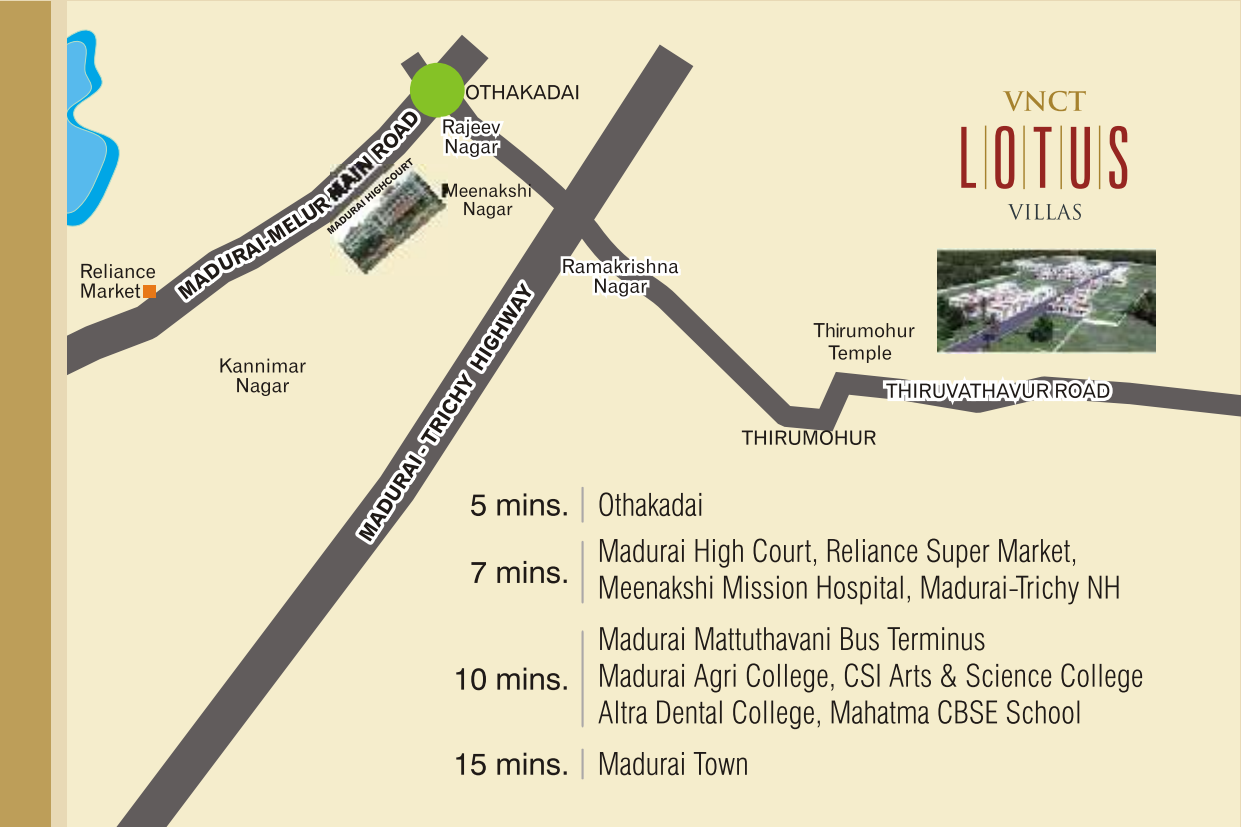 OTHAKADAI
Rajeev
Nagar
MADURAI-MELUR MAIN ROAD
MADURAI HIGHCOURT
Meenakshi
Nagar
VNCT
LOTUS
VILLAS
Reliance
Market
Ramakrishna
Nagar
Kannimar
Nagar
MADURAI - TRICHY HIGHWAY
Thirumohur
Temple
THIRUVATHAVUR ROAD
THIRUMOHUR
5 mins. Othakadai
7 mins. Madurai High Court, Reliance Super Market,
Meenakshi Mission Hospital, Madurai-Trichy NH
10 mins. Madurai Mattuthavani Bus Terminus
Madurai Agri College, CSI Arts & Science College
Altra Dental College, Mahatma CBSE School
15 mins. Madurai Town